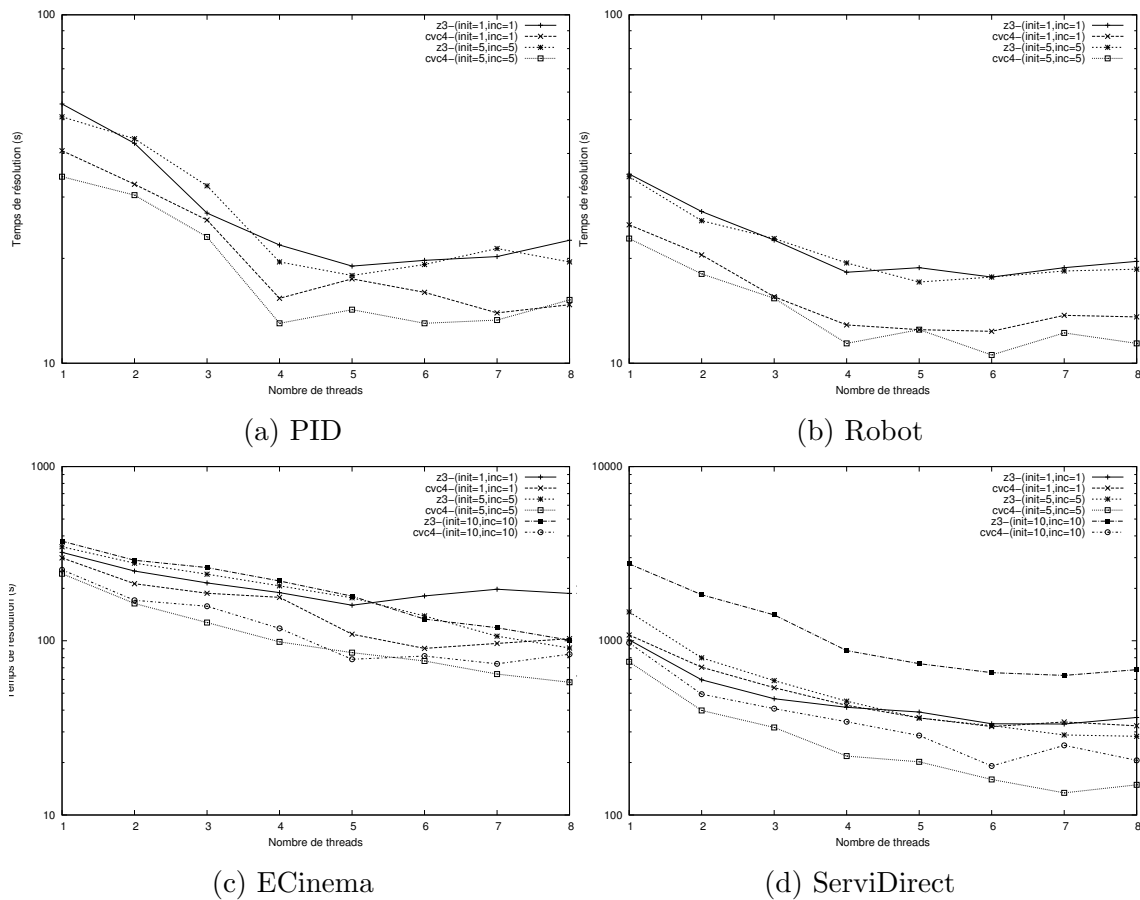 100
10
Temps de résolution (s)
z3-(init=1,inc=1)
cvc4-(init=1,inc=1)
z3-(init=5,inc=5)
cvc4-(init=5,inc=5)
1 2 3 4 5 6 7 8
Nombre de threads
(a) PID
100
10
Temps de résolution (s)
z3-(init=1,inc=1)
cvc4-(init=1,inc=1)
z3-(init=5,inc=5)
cvc4-(init=5,inc=5)
1 2 3 4 5 6 7 8
Nombre de threads
(b) Robot
1000
100
10
Temps de résolution (s)
z3-(init=1,inc=1)
cvc4-(init=1,inc=1)
z3-(init=5,inc=5)
cvc4-(init=5,inc=5)
z3-(init=10,inc=10)
cvc4-(init=10,inc=10)
1 2 3 4 5 6 7 8
Nombre de threads
(c) ECinema
10000
1000
100
z3-(init=1,inc=1)
cvc4-(init=1,inc=1)
z3-(init=5,inc=5)
cvc4-(init=5,inc=5)
z3-(init=10,inc=10)
cvc4-(init=10,inc=10)
1 2 3 4 5 6 7 8
Nombre de threads
(d) ServiDirect